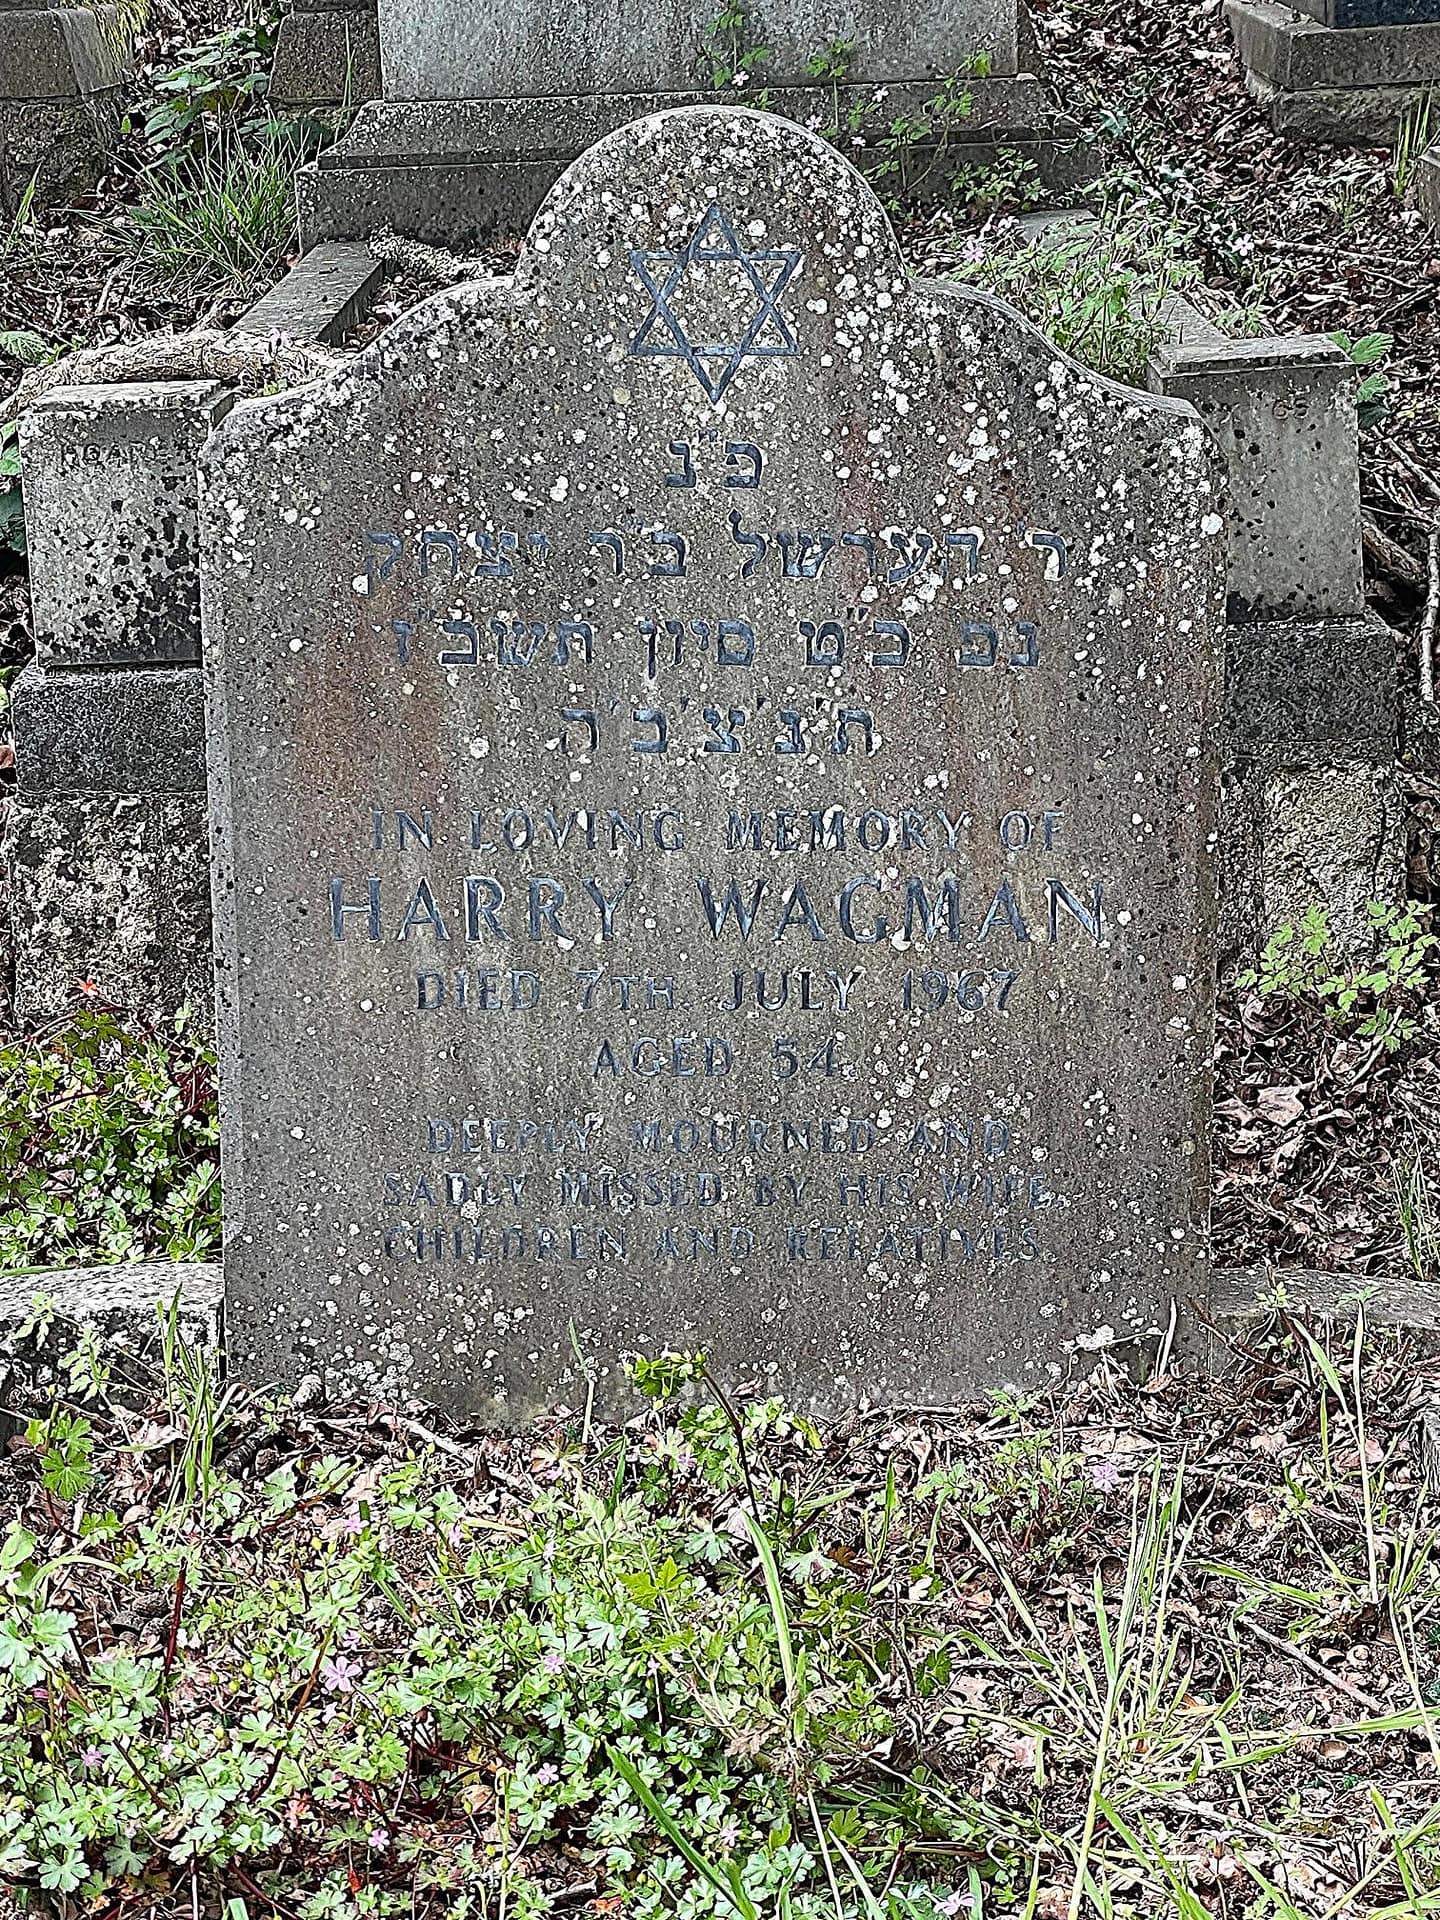 פ״נ
ר׳ הערשל ב״ר יצחק
נפ׳ כ״ט סיון תשכ״ז
ת׳נ׳צ׳ב׳ה
IN LOVING MEMORY OF
HARRY WAGMAN
DIED 7TH JULY 1967
AGED 54.
DEEPLY MOURNED AND
SADLY MISSED BY HIS WIFE,
CHILDREN AND RELATIVES.
65